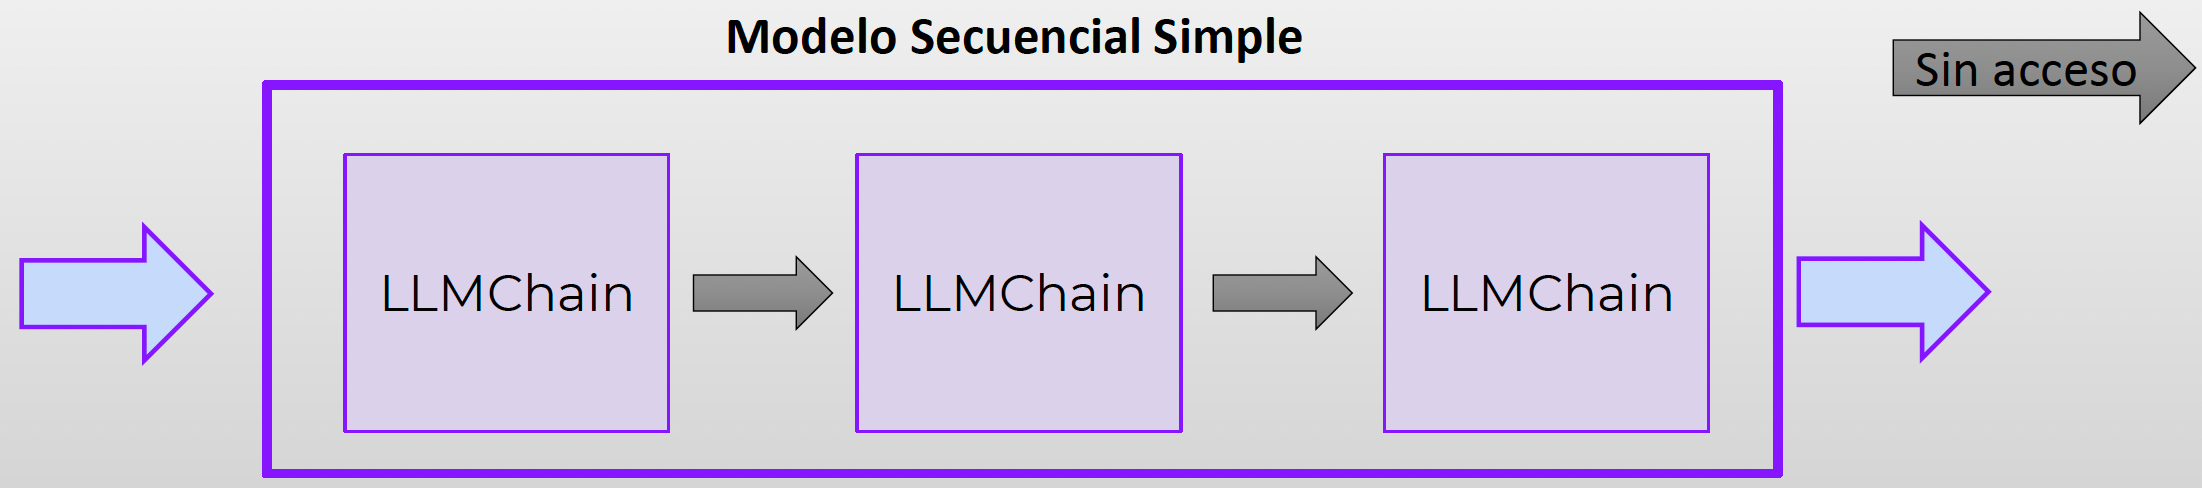 Modelo Secuencial Simple
Sin acceso
LLMChain
LLMChain
LLMChain